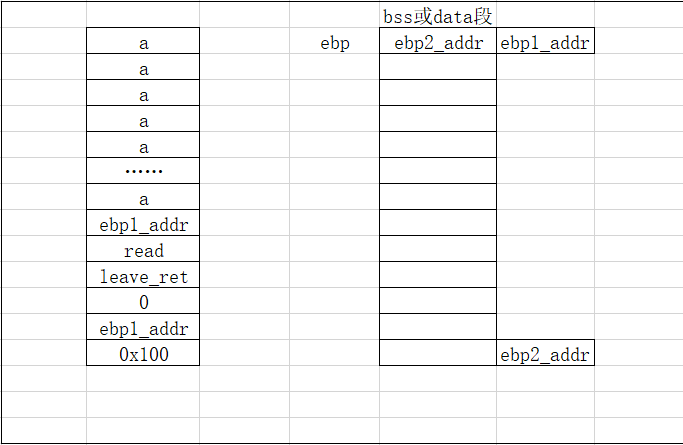 bss或data段
a ebp ebp2_addr ebp1_addr
a
a
a
a
……
a
ebp1_addr
read
leave_ret
0
ebp1_addr
0x100 ebp2_addr